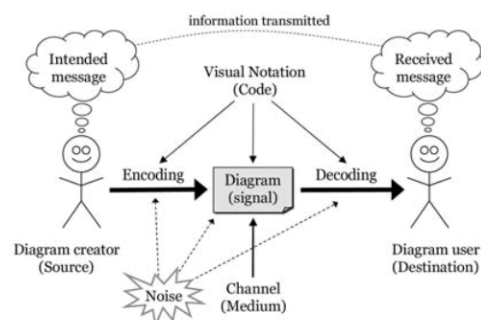 information transmitted
Intended
message
Received
message
Visual Notation
(Code)
Encoding
Diagram
(signal)
Decoding
Diagram creator
(Source)
Noise
Channel
(Medium)
Diagram user
(Destination)